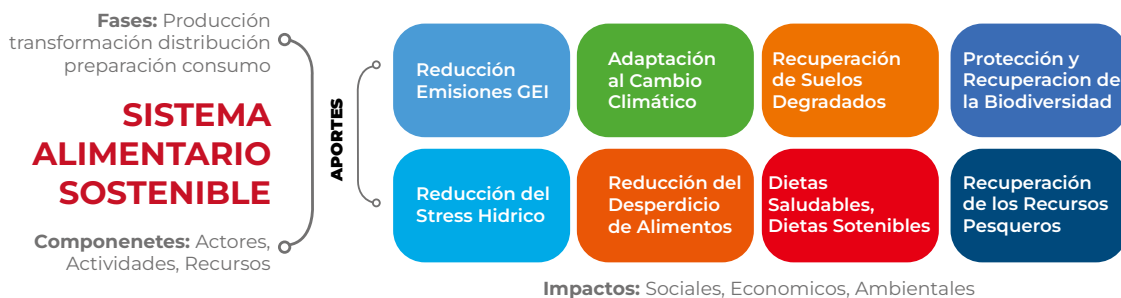 Fases: Producción
transformación distribución
preparación consumo
SISTEMA
ALIMENTARIO
SOSTENIBLE
Componenetes: Actores,
Actividades, Recursos
APORTES
Reducción
Emisiones GEI
Adaptación
al Cambio
Climático
Recuperación
de Suelos
Degradados
Protección y
Recuperacion de
la Biodiversidad
Reducción del
Stress Hidrico
Reducción del
Desperdicio
de Alimentos
Dietas
Saludables,
Dietas Sotenibles
Recuperación
de los Recursos
Pesqueros
Impactos: Sociales, Economicos, Ambientales